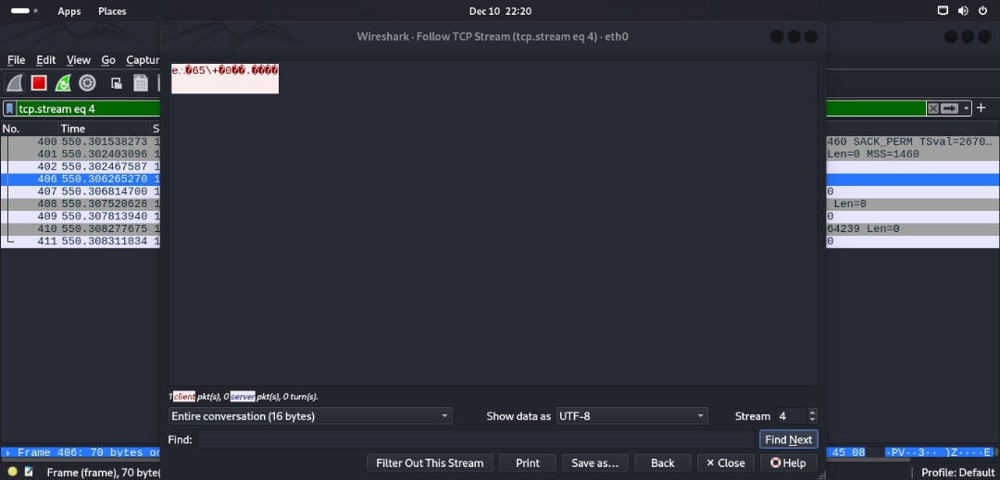 Apps Places Dec 10 22:20
Wireshark · Follow TCP Stream (tcp.stream eq 4) · eth0
File Edit View Go Captur
tcp.stream eq 4
No. Time S
400 550.301538273 1 460 SACK_PERM TSval=2670…
401 550.302403096 1 Len=0 MSS=1460
402 550.302467587 1
406 550.306265270 1
407 550.306814700 1 0
408 550.307520628 1 Len=0
409 550.307813940 1 0
410 550.308277675 1 64239 Len=0
411 550.308311834 1 0
1 client pkt(s), 0 server pkt(s), 0 turn(s).
Entire conversation (16 bytes) Show data as UTF-8 Stream 4
Find: Find Next
Filter Out This Stream Print Save as… Back × Close Help
Frame 406: 70 bytes on 45 08 ·PV··3·· )Z····E
Frame (frame), 70 byte( Profile: Default